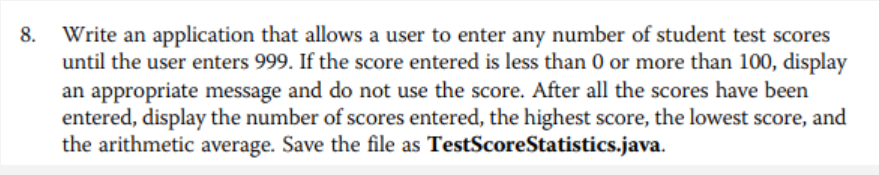 8. Write an application that allows a user to enter any number of student test scores
until the user enters 999. If the score entered is less than 0 or more than 100, display
an appropriate message and do not use the score. After all the scores have been
entered, display the number of scores entered, the highest score, the lowest score, and
the arithmetic average. Save the file as TestScoreStatistics.java.